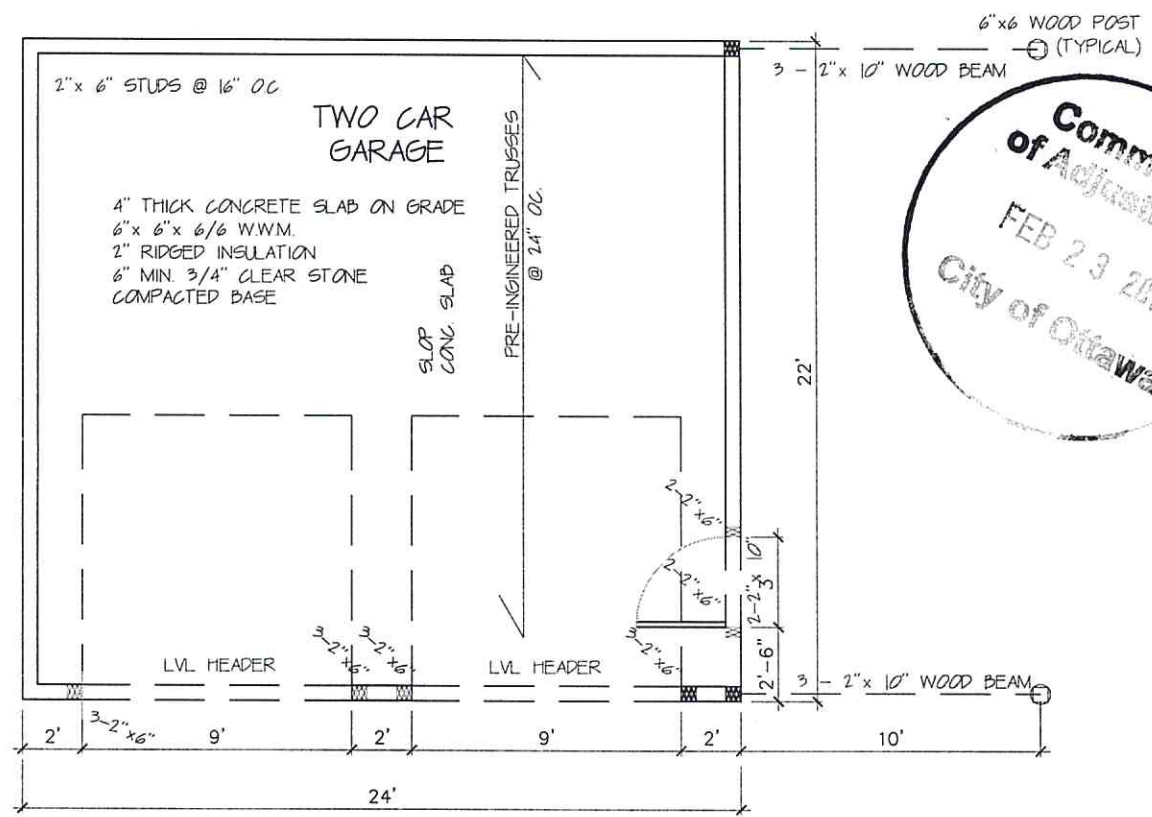 6"x6 WOOD POST
(TYPICAL)
3 - 2"x 10" WOOD BEAM
2"x 6" STUDS @ 16" O.C
TWO CAR
GARAGE
4" THICK CONCRETE SLAB ON GRADE
6"x 6"x 6/6 W.W.M.
2" RIDGED INSULATION
6" MIN. 3/4" CLEAR STONE
COMPACTED BASE
SLOP
CONC. SLAB
PRE-INGINEERED TRUSSES
@ 24" OC.
of
FEB 23
City of Ottawa
22'
2-2"x6"
2-2"x6"
2-2"x 10"
3'
2'-6"
3-2"x6"
3-2"x6"
3-2"x6"
LVL HEADER
LVL HEADER
3 - 2"x 10" WOOD BEAM
3-2"x6"
2'
9'
2'
9'
2'
10'
24'